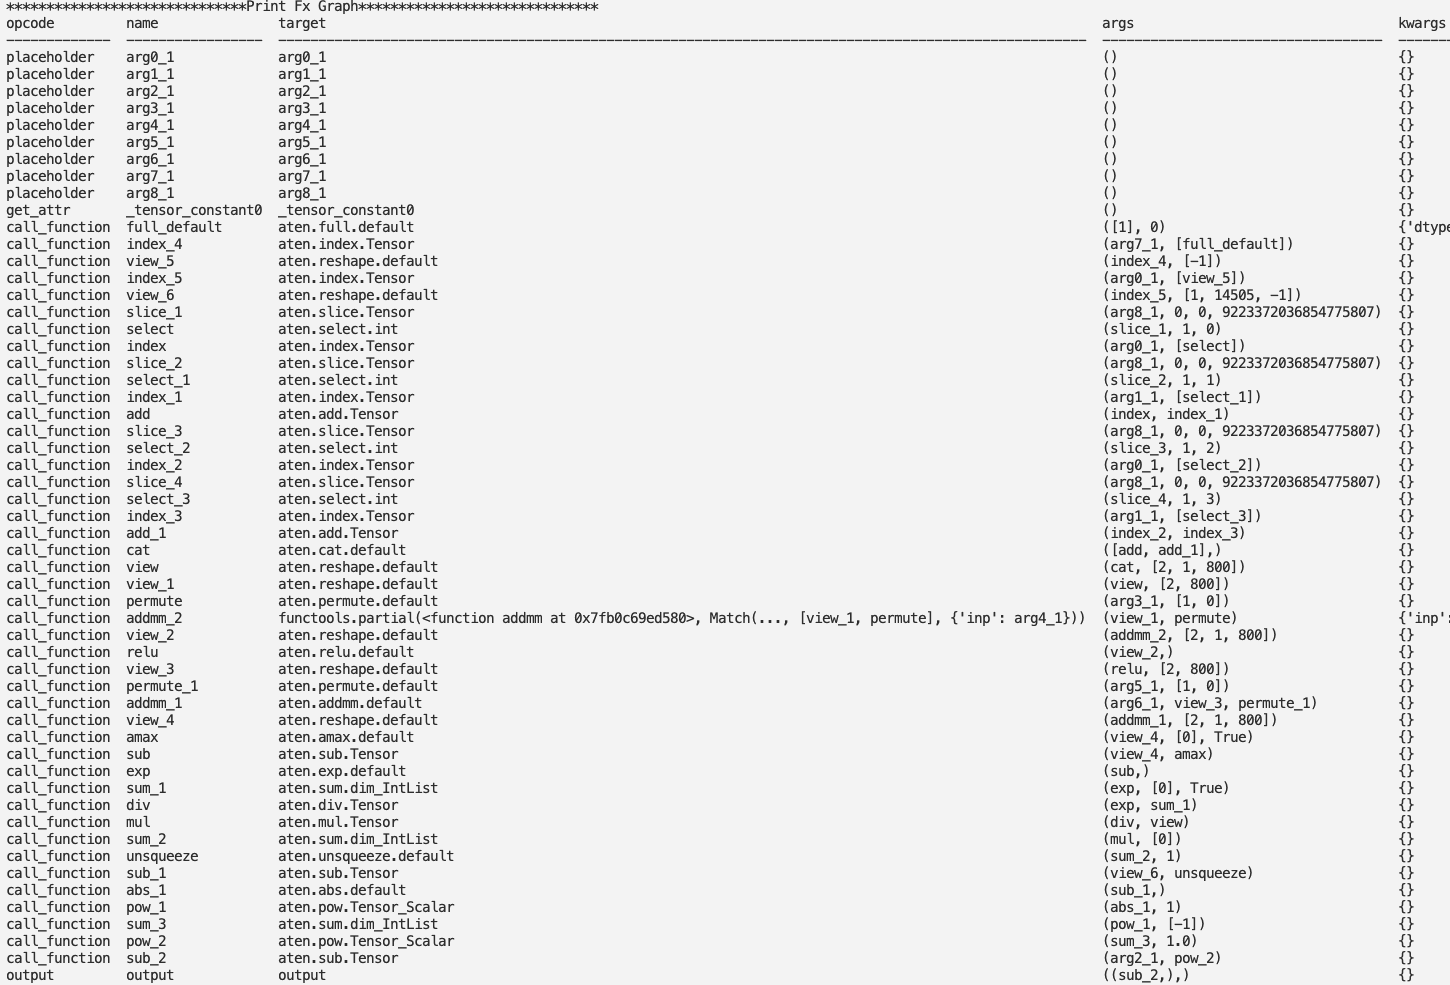 ******************************Print Fx Graph******************************
opcode name target args kwargs
placeholder arg0_1 arg0_1 () {}
placeholder arg1_1 arg1_1 () {}
placeholder arg2_1 arg2_1 () {}
placeholder arg3_1 arg3_1 () {}
placeholder arg4_1 arg4_1 () {}
placeholder arg5_1 arg5_1 () {}
placeholder arg6_1 arg6_1 () {}
placeholder arg7_1 arg7_1 () {}
placeholder arg8_1 arg8_1 () {}
get_attr _tensor_constant0 _tensor_constant0 () {}
call_function full_default aten.full.default ([1], 0) {'dtype
call_function index_4 aten.index.Tensor (arg7_1, [full_default]) {}
call_function view_5 aten.reshape.default (index_4, [-1]) {}
call_function index_5 aten.index.Tensor (arg0_1, [view_5]) {}
call_function view_6 aten.reshape.default (index_5, [1, 14505, -1]) {}
call_function slice_1 aten.slice.Tensor (arg8_1, 0, 0, 9223372036854775807) {}
call_function select aten.select.int (slice_1, 1, 0) {}
call_function index aten.index.Tensor (arg0_1, [select]) {}
call_function slice_2 aten.slice.Tensor (arg8_1, 0, 0, 9223372036854775807) {}
call_function select_1 aten.select.int (slice_2, 1, 1) {}
call_function index_1 aten.index.Tensor (arg1_1, [select_1]) {}
call_function add aten.add.Tensor (index, index_1) {}
call_function slice_3 aten.slice.Tensor (arg8_1, 0, 0, 9223372036854775807) {}
call_function select_2 aten.select.int (slice_3, 1, 2) {}
call_function index_2 aten.index.Tensor (arg0_1, [select_2]) {}
call_function slice_4 aten.slice.Tensor (arg8_1, 0, 0, 9223372036854775807) {}
call_function select_3 aten.select.int (slice_4, 1, 3) {}
call_function index_3 aten.index.Tensor (arg1_1, [select_3]) {}
call_function add_1 aten.add.Tensor (index_2, index_3) {}
call_function cat aten.cat.default ([add, add_1],) {}
call_function view aten.reshape.default (cat, [2, 1, 800]) {}
call_function view_1 aten.reshape.default (view, [2, 800]) {}
call_function permute aten.permute.default (arg3_1, [1, 0]) {}
call_function addmm_2 functools.partial(<function addmm at 0x7fb0c69ed580>, Match(..., [view_1, permute], {'inp': arg4_1})) (view_1, permute) {'inp':
call_function view_2 aten.reshape.default (addmm_2, [2, 1, 800]) {}
call_function relu aten.relu.default (view_2,) {}
call_function view_3 aten.reshape.default (relu, [2, 800]) {}
call_function permute_1 aten.permute.default (arg5_1, [1, 0]) {}
call_function addmm_1 aten.addmm.default (arg6_1, view_3, permute_1) {}
call_function view_4 aten.reshape.default (addmm_1, [2, 1, 800]) {}
call_function amax aten.amax.default (view_4, [0], True) {}
call_function sub aten.sub.Tensor (view_4, amax) {}
call_function exp aten.exp.default (sub,) {}
call_function sum_1 aten.sum.dim_IntList (exp, [0], True) {}
call_function div aten.div.Tensor (exp, sum_1) {}
call_function mul aten.mul.Tensor (div, view) {}
call_function sum_2 aten.sum.dim_IntList (mul, [0]) {}
call_function unsqueeze aten.unsqueeze.default (sum_2, 1) {}
call_function sub_1 aten.sub.Tensor (view_6, unsqueeze) {}
call_function abs_1 aten.abs.default (sub_1,) {}
call_function pow_1 aten.pow.Tensor_Scalar (abs_1, 1) {}
call_function sum_3 aten.sum.dim_IntList (pow_1, [-1]) {}
call_function pow_2 aten.pow.Tensor_Scalar (sum_3, 1.0) {}
call_function sub_2 aten.sub.Tensor (arg2_1, pow_2) {}
output output output ((sub_2,),) {}